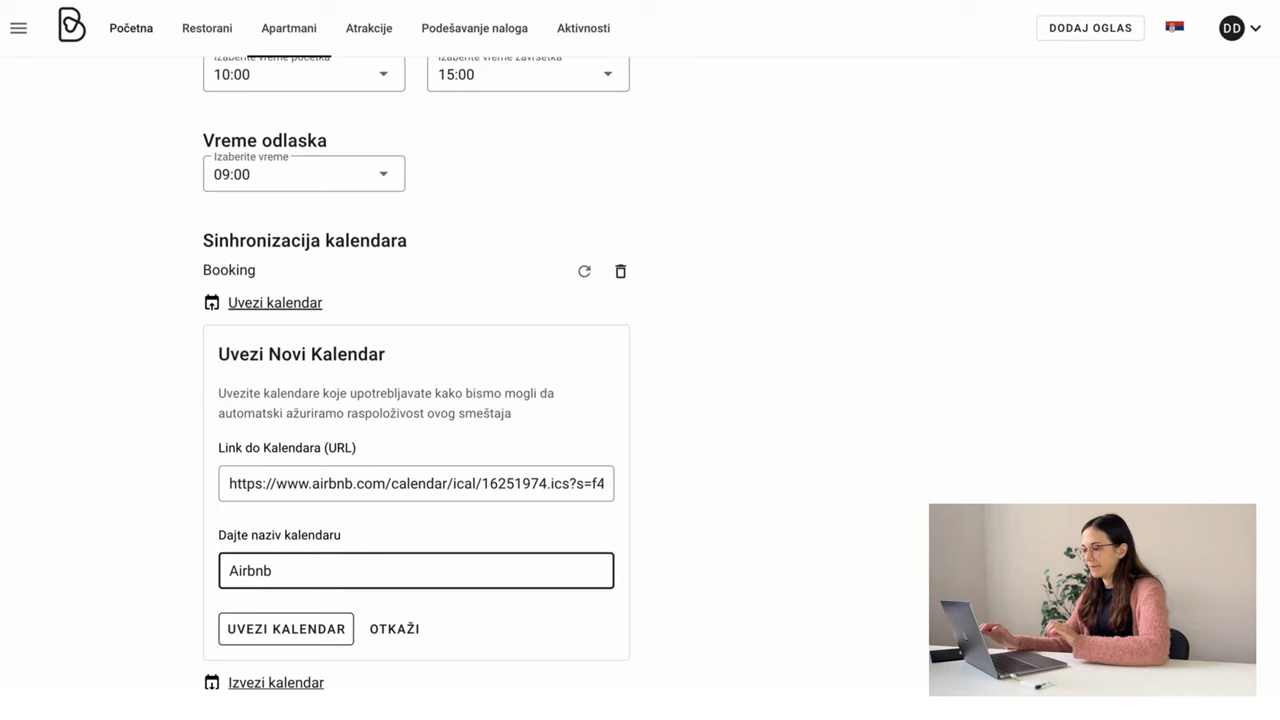 Početna Restorani Apartmani Atrakcije Podešavanje naloga Aktivnosti DODAJ OGLAS DD
Izaberite vreme početka Izaberite vreme završetka
10:00 15:00
Vreme odlaska
Izaberite vreme
09:00
Sinhronizacija kalendara
Booking
Uvezi kalendar
Uvezi Novi Kalendar
Uvezite kalendare koje upotrebljavate kako bismo mogli da
automatski ažuriramo raspoloživost ovog smeštaja
Link do Kalendara (URL)
https://www.airbnb.com/calendar/ical/16251974.ics?s=f4
Dajte naziv kalendaru
Airbnb
UVEZI KALENDAR OTKAŽI
Izvezi kalendar